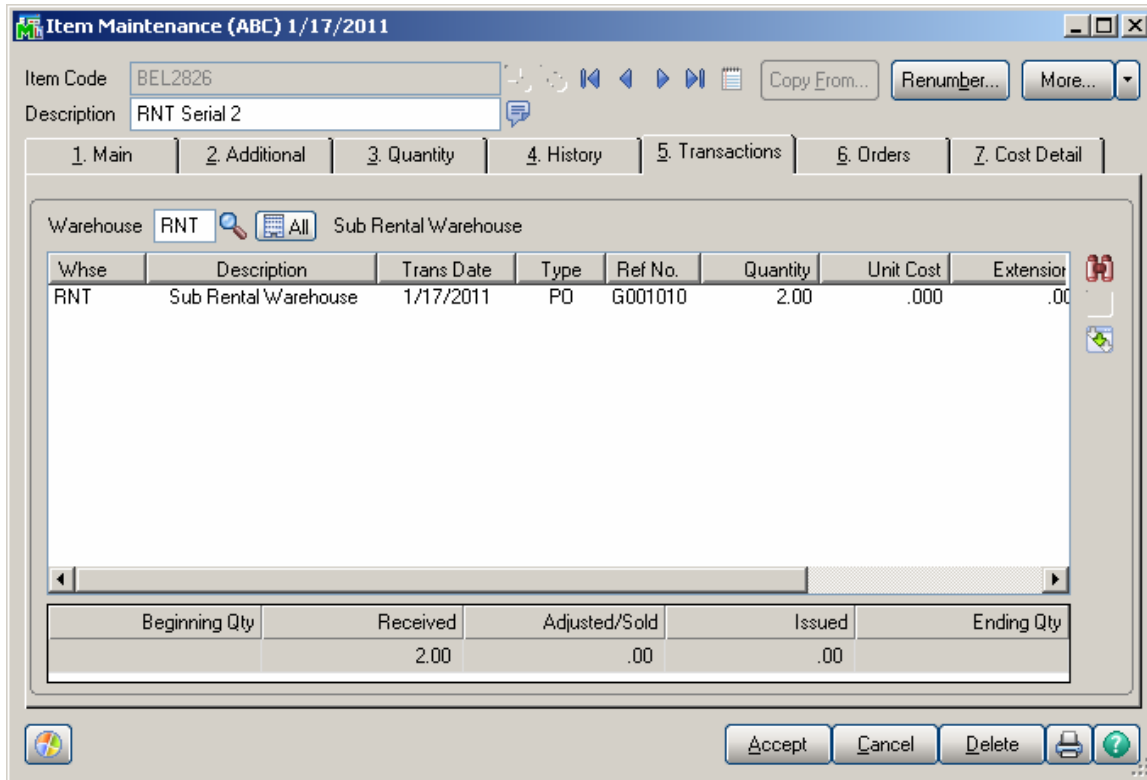 Item Maintenance (ABC) 1/17/2011
Item Code BEL2826 Copy From... Renumber... More...
Description RNT Serial 2
1. Main 2. Additional 3. Quantity 4. History 5. Transactions 6. Orders 7. Cost Detail
Warehouse RNT All Sub Rental Warehouse
Whse Description Trans Date Type Ref No. Quantity Unit Cost Extension
RNT Sub Rental Warehouse 1/17/2011 PO G001010 2.00 .000 .00
Beginning Qty Received Adjusted/Sold Issued Ending Qty
2.00 .00 .00
Accept Cancel Delete